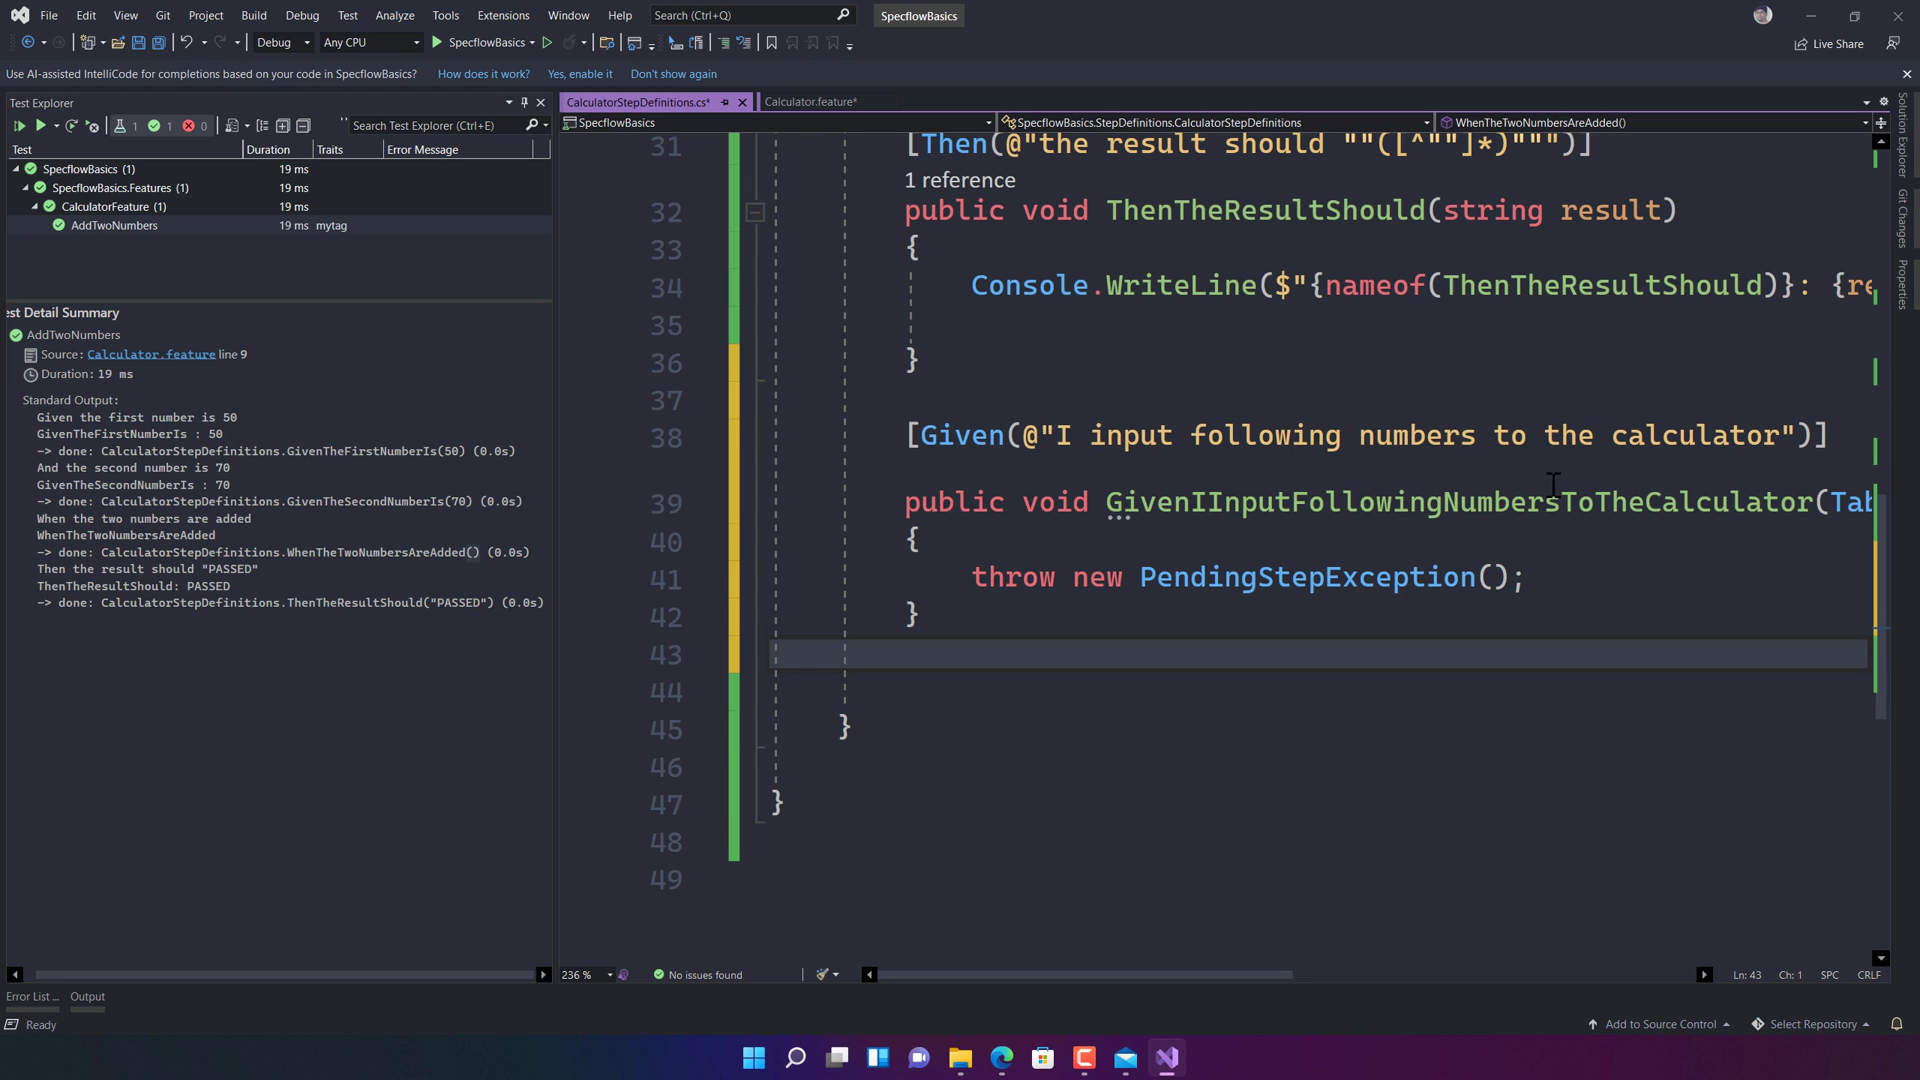 File Edit View Git Project Build Debug Test Analyze Tools Extensions Window Help Search (Ctrl+Q) SpecflowBasics
Debug Any CPU SpecflowBasics Live Share
Use AI-assisted IntelliCode for completions based on your code in SpecflowBasics? How does it work? Yes, enable it Don't show again
Test Explorer
1 1 0 Search Test Explorer (Ctrl+E)
Test Duration Traits Error Message
SpecflowBasics (1) 19 ms
SpecflowBasics.Features (1) 19 ms
CalculatorFeature (1) 19 ms
AddTwoNumbers 19 ms mytag
est Detail Summary
AddTwoNumbers
Source: Calculator.feature line 9
Duration: 19 ms
Standard Output:
Given the first number is 50
GivenTheFirstNumberIs : 50
-> done: CalculatorStepDefinitions.GivenTheFirstNumberIs(50) (0.0s)
And the second number is 70
GivenTheSecondNumberIs : 70
-> done: CalculatorStepDefinitions.GivenTheSecondNumberIs(70) (0.0s)
When the two numbers are added
WhenTheTwoNumbersAreAdded
-> done: CalculatorStepDefinitions.WhenTheTwoNumbersAreAdded() (0.0s)
Then the result should "PASSED"
ThenTheResultShould: PASSED
-> done: CalculatorStepDefinitions.ThenTheResultShould("PASSED") (0.0s)
CalculatorStepDefinitions.cs* Calculator.feature*
SpecflowBasics SpecflowBasics.StepDefinitions.CalculatorStepDefinitions WhenTheTwoNumbersAreAdded()
31 [Then(@"the result should ""([^""]*)""")]
1 reference
32 public void ThenTheResultShould(string result)
33 {
34 Console.WriteLine($"{nameof(ThenTheResultShould)}: {re
35
36 }
37
38 [Given(@"I input following numbers to the calculator")]
39 public void GivenIInputFollowingNumbersToTheCalculator(Tab
40 {
41 throw new PendingStepException();
42 }
43
44
45 }
46
47 }
48
49
Solution Explorer
Git Changes
Properties
236 % No issues found Ln: 43 Ch: 1 SPC CRLF
Error List ... Output
Ready Add to Source Control Select Repository